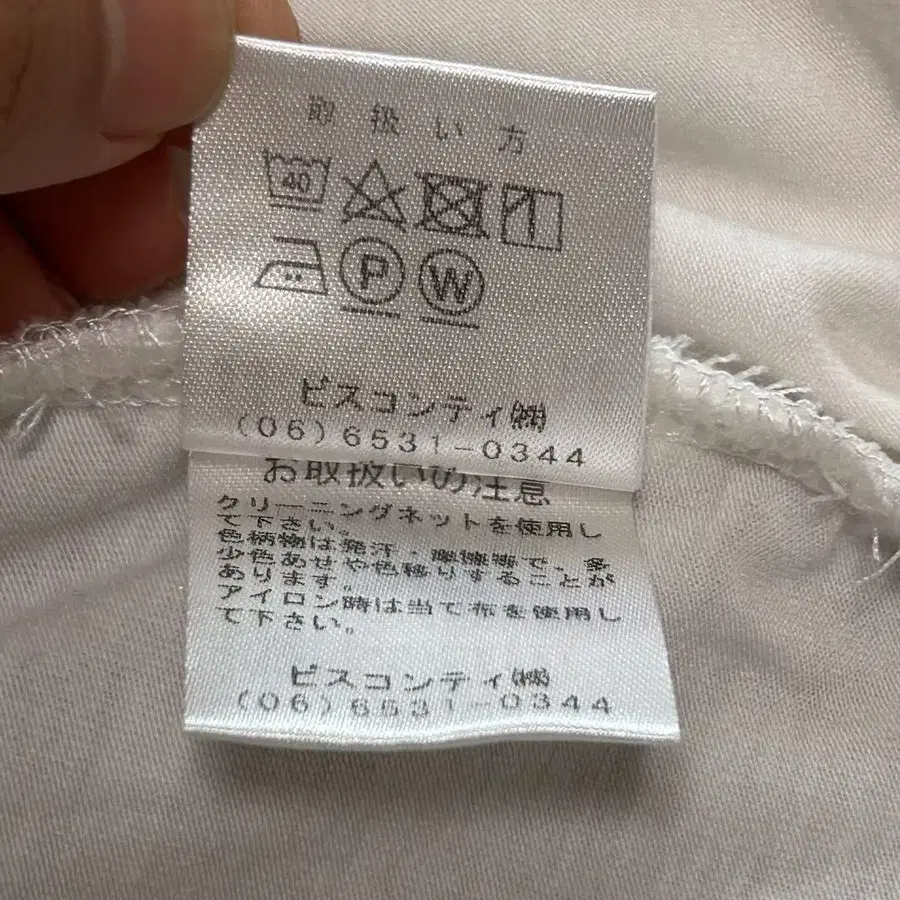 取扱い方
40
P W
ビスコンティ㈱
(06)6531-0344
お取扱いの注意
クリーニングネットを使用し
て下さい。
色柄物は発汗・摩擦等で、多
少色あせや色移りすることが
あります。
アイロン時は当て布を使用し
て下さい。
ビスコンティ㈱
(06)6531-0344